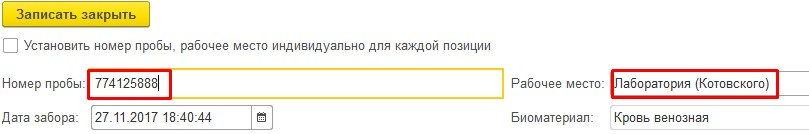 Записать закрыть
Установить номер пробы, рабочее место индивидуально для каждой позиции
Номер пробы: 774125888 Рабочее место: Лаборатория (Котовского)
Дата забора: 27.11.2017 18:40:44 Биоматериал: Кровь венозная